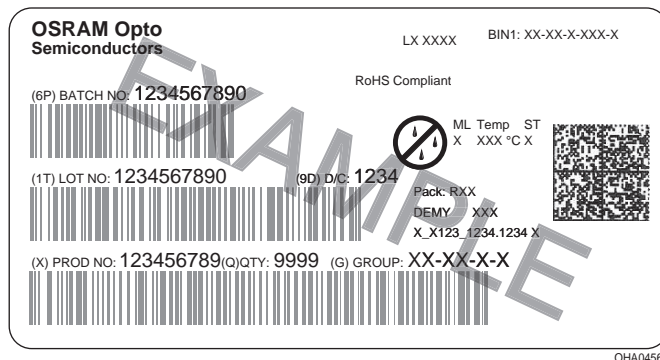 OSRAM Opto
Semiconductors
LX XXXX
BIN1: XX-XX-X-XXX-X
RoHS Compliant
(6P) BATCH NO: 1234567890
ML Temp ST
X XXX °C X
(1T) LOT NO: 1234567890 (9D) D/C: 1234
Pack: RXX
DEMY XXX
X_X123_1234.1234 X
(X) PROD NO: 123456789(Q)QTY: 9999 (G) GROUP: XX-XX-X-X
EXAMPLE